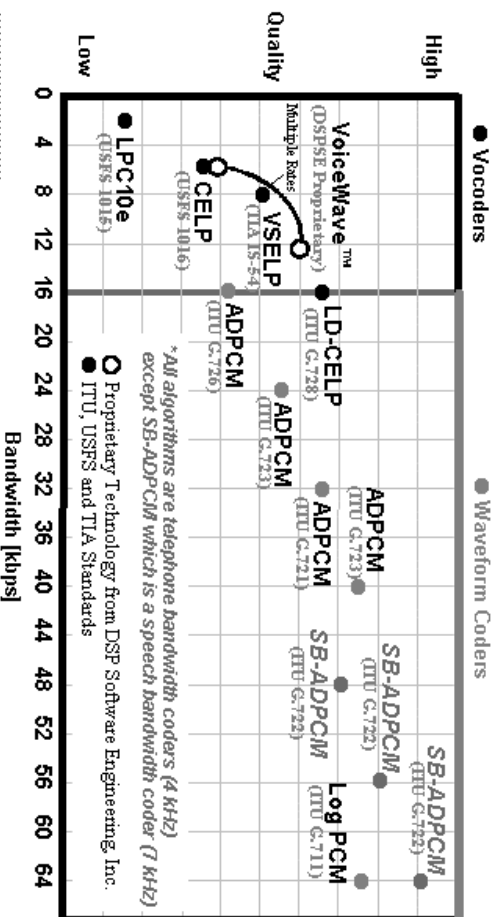 Vocoders
Waveform Coders
High
Quality
Low
SB-ADPCM
(ITU G.722)
SB-ADPCM
(ITU G.722)
ADPCM
(ITU G.723)
Log PCM
(ITU G.711)
SB-ADPCM
(ITU G.722)
VoiceWave™
(DSPSE Proprietary)
Multiple Rates
LD-CELP
(ITU G.728)
ADPCM
(ITU G.721)
VSELP
(TIA IS-54)
ADPCM
(ITU G.723)
CELP
(USFS 1016)
ADPCM
(ITU G.726)
LPC10e
(USFS 1015)
*All algorithms are telephone bandwidth coders (4 kHz)
except SB-ADPCM which is a speech bandwidth coder (7 kHz)
Proprietary Technology from DSP Software Engineering, Inc.
ITU, USFS and TIA Standards
0 4 8 12 16 20 24 28 32 36 40 44 48 52 56 60 64
Bandwidth [kbps]